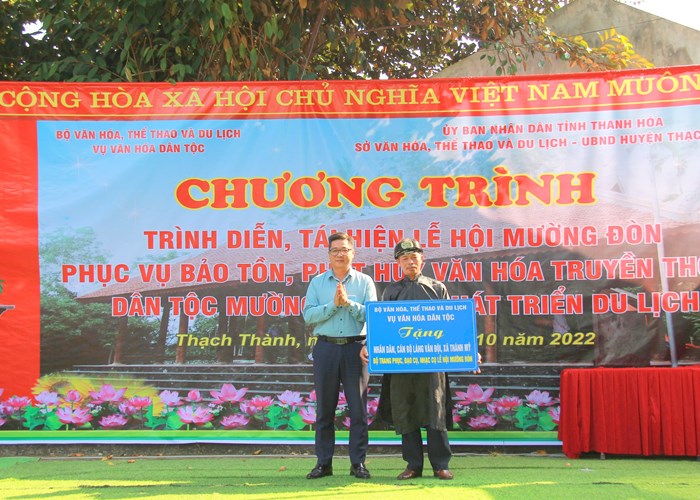 CỘNG HÒA XÃ HỘI CHỦ NGHĨA VIỆT NAM MUÔN
BỘ VĂN HÓA, THỂ THAO VÀ DU LỊCH
VỤ VĂN HÓA DÂN TỘC
ỦY BAN NHÂN DÂN TỈNH THANH HÓA
SỞ VĂN HÓA, THỂ THAO VÀ DU LỊCH - UBND HUYỆN THẠC
CHƯƠNG TRÌNH
TRÌNH DIỄN, TÁI HIỆN LỄ HỘI MƯỜNG ĐÒN
PHỤC VỤ BẢO TỒN, PHÁT HUY VĂN HÓA TRUYỀN THỐ
DÂN TỘC MƯỜNG PHÁT TRIỂN DU LỊCH
Thạch Thành, 10 năm 2022
BỘ VĂN HÓA, THỂ THAO VÀ DU LỊCH
VỤ VĂN HÓA DÂN TỘC
Tặng
NHÂN DÂN, CÁN BỘ LÀNG VÂN ĐỘI, XÃ THÀNH MỸ
BỘ TRANG PHỤC, ĐẠO CỤ, NHẠC CỤ LỄ HỘI MƯỜNG ĐÒN